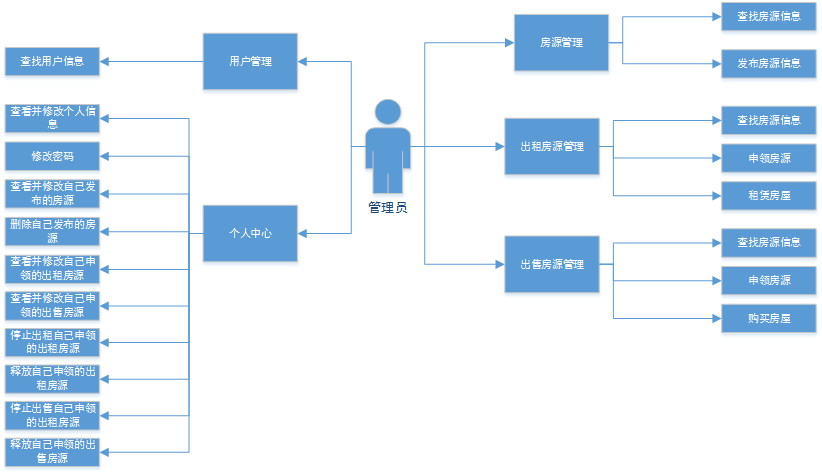 查找用户信息
查看并修改个人信
息
修改密码
查看并修改自己发
布的房源
删除自己发布的房
源
查看并修改自己申
领的出租房源
查看并修改自己申
领的出售房源
停止出租自己申领
的出租房源
释放自己申领的出
租房源
停止出售自己申领
的出租房源
释放自己申领的出
售房源
用户管理
个人中心
管理员
房源管理
出租房源管理
出售房源管理
查找房源信息
发布房源信息
查找房源信息
申领房源
租赁房屋
查找房源信息
申领房源
购买房屋